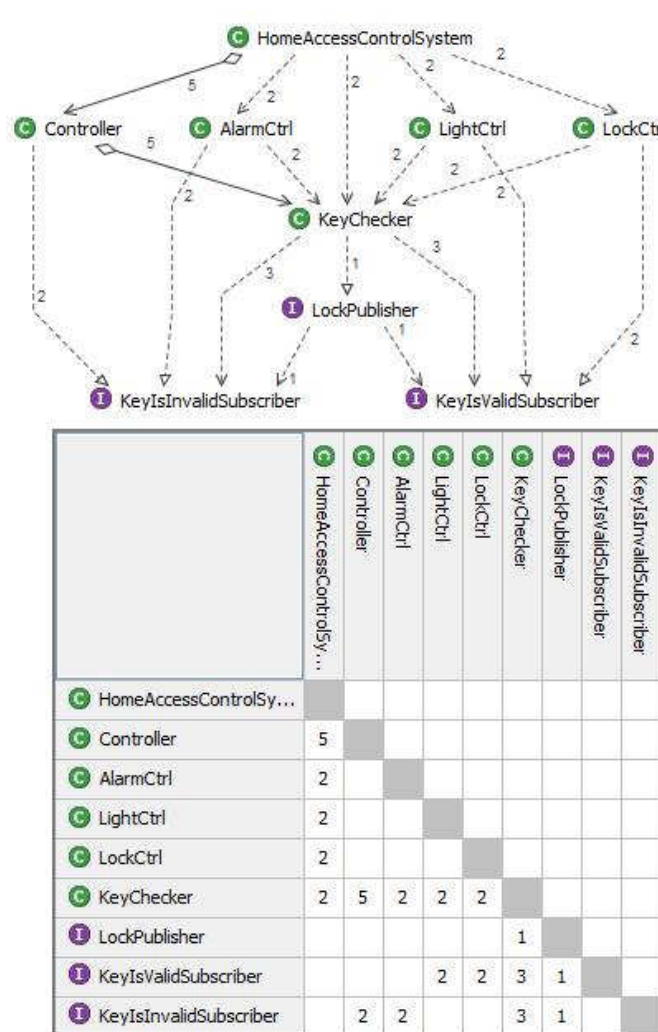 C HomeAccessControlSystem
2
2
5
2
2
2
C Controller
C AlarmCtrl
C LightCtrl
C LockCtrl
5
2
2
2
2
2
C KeyChecker
3
3
1
2
I LockPublisher
1
2
1
I KeyIsInvalidSubscriber
I KeyIsValidSubscriber
C HomeAccessControlSy...
C Controller
C AlarmCtrl
C LightCtrl
C LockCtrl
C KeyChecker
I LockPublisher
I KeyIsValidSubscriber
I KeyIsInvalidSubscriber
C HomeAccessControlSy...
C Controller 5
C AlarmCtrl 2
C LightCtrl 2
C LockCtrl 2
C KeyChecker 2 5 2 2 2
I LockPublisher 1
I KeyIsValidSubscriber 2 2 3 1
I KeyIsInvalidSubscriber 2 2 3 1